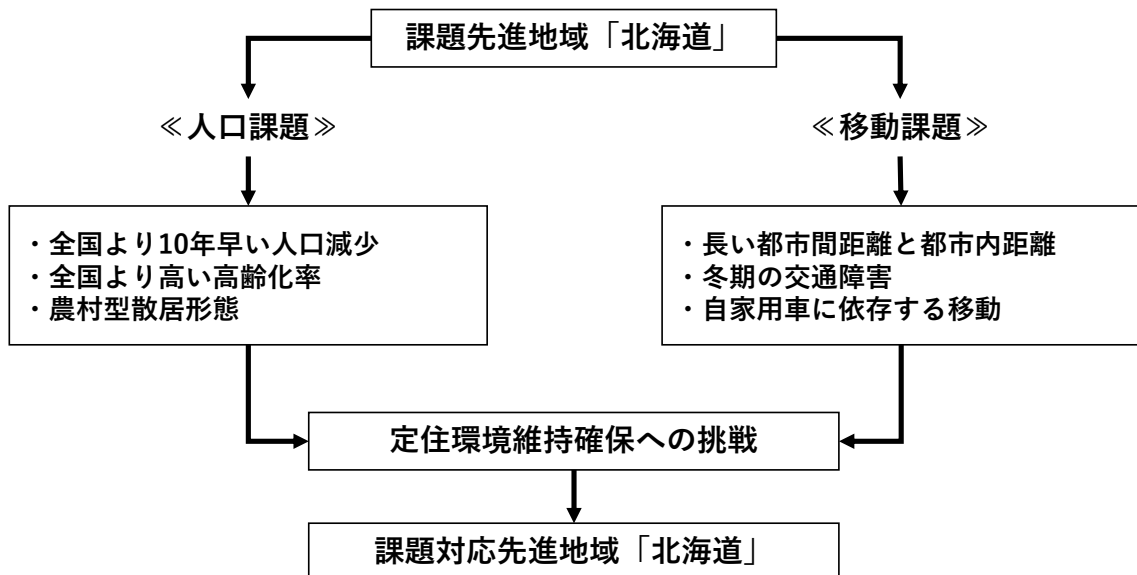 課題先進地域「北海道」
≪人口課題≫
≪移動課題≫
・全国より10年早い人口減少
・全国より高い高齢化率
・農村型散居形態
・長い都市間距離と都市内距離
・冬期の交通障害
・自家用車に依存する移動
定住環境維持確保への挑戦
課題対応先進地域「北海道」